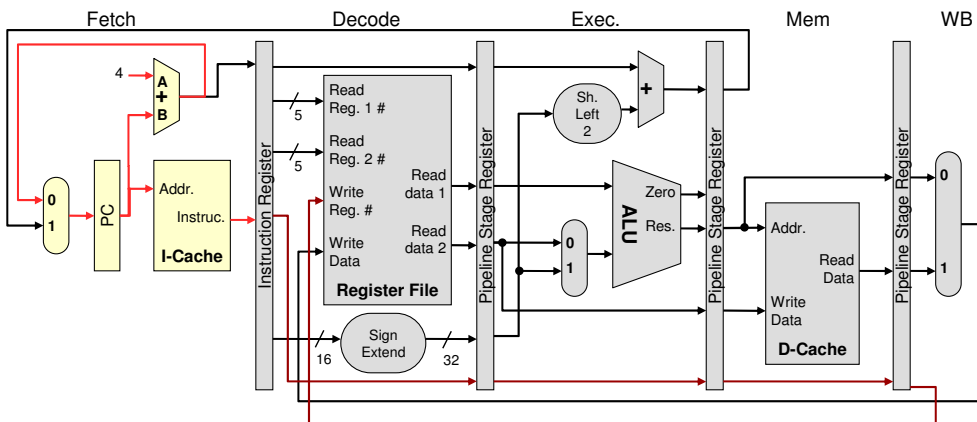 Fetch
Decode
Exec.
Mem
WB
4
A
+
B
0
1
PC
Addr.
Instruc.
I-Cache
Instruction Register
5
5
16
Read
Reg. 1 #
Read
Reg. 2 #
Write
Reg. #
Write
Data
Read
data 1
Read
data 2
Register File
Sign
Extend
32
Pipeline Stage Register
Sh.
Left
2
+
0
1
ALU
Zero
Res.
Pipeline Stage Register
Addr.
Read
Data
Write
Data
D-Cache
Pipeline Stage Register
0
1